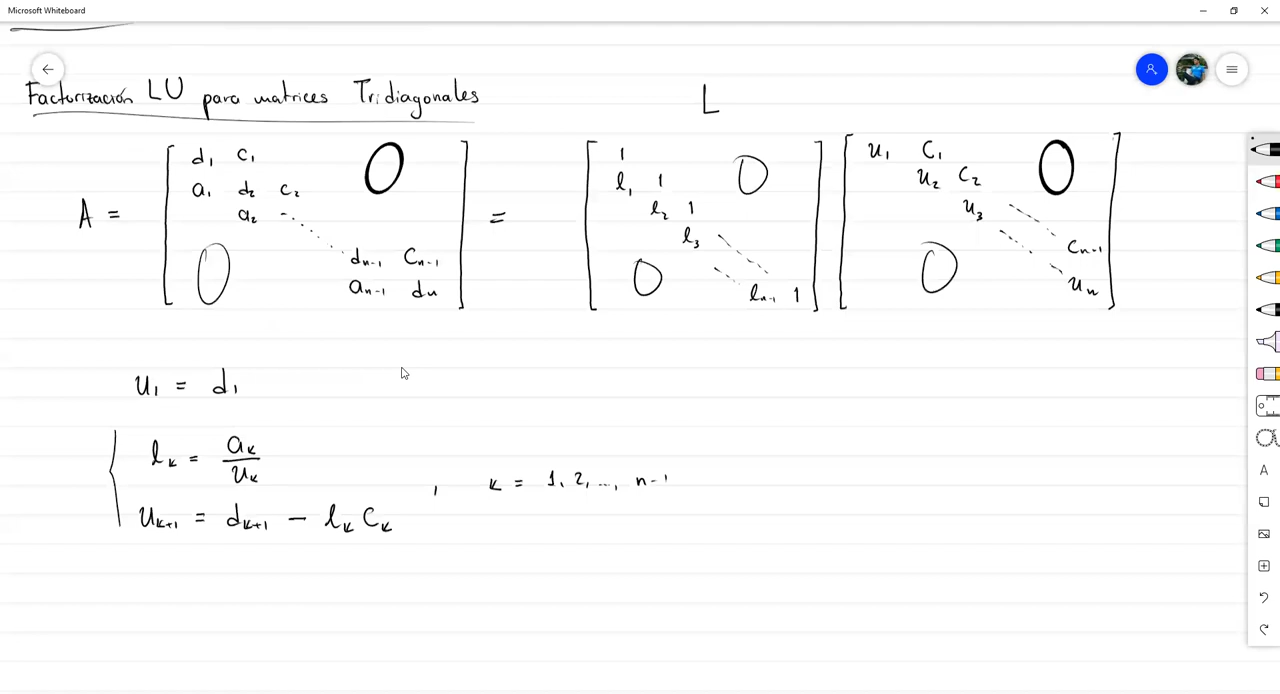 Microsoft Whiteboard
Factorización LU para matrices Tridiagonales
L
A = [ d₁ c₁ 0 ] = [ 1 0 ] [ u₁ c₁ 0 ]
a₁ d₂ c₂ l₁ 1 u₂ c₂
a₂ l₂ 1 u₃
l₃
0 dₙ₋₁ cₙ₋₁ 0 0 cₙ₋₁
aₙ₋₁ dₙ lₙ₋₁ 1 uₙ
u₁ = d₁
lₖ = aₖ / uₖ
, k = 1, 2, ..., n-1
uₖ₊₁ = dₖ₊₁ - lₖ cₖ
A